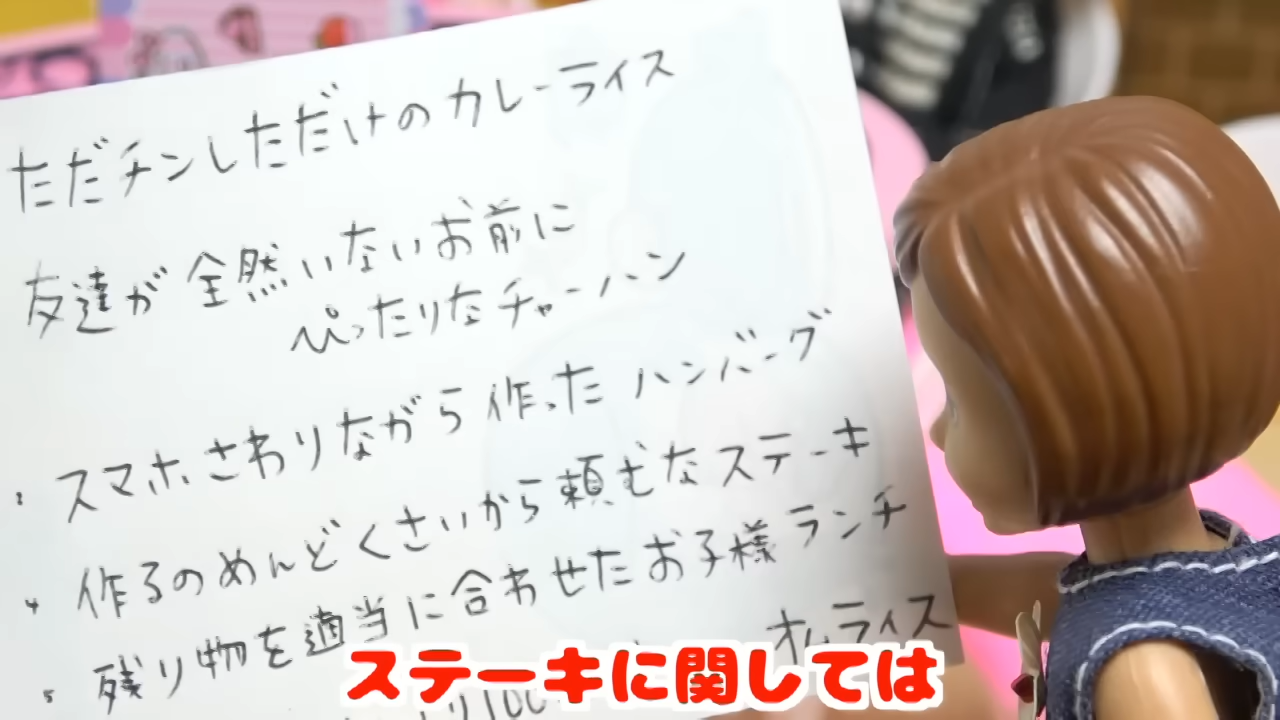 ただチンしただけのカレーライス
友達が全然いないお前に
ぴったりなチャーハン
3 スマホさわりながら作ったハンバーグ
4 作るのめんどくさいから頼むなステーキ
5 残り物を適当に合わせたお子様ランチ
オムライス
ステーキに関しては